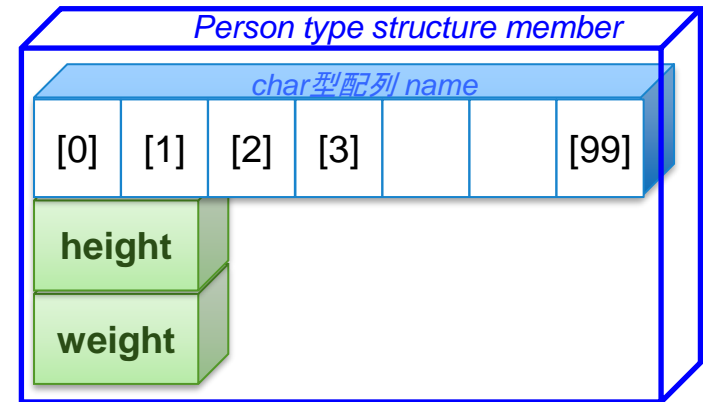 Person type structure member
char型配列 name
[0] [1] [2] [3] [99]
height
weight